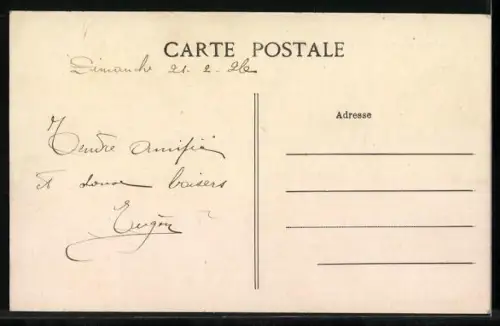 CARTE POSTALE
Dimanche 21-2-26
Adresse
Tendre amitié
et doux baisers
Eugène